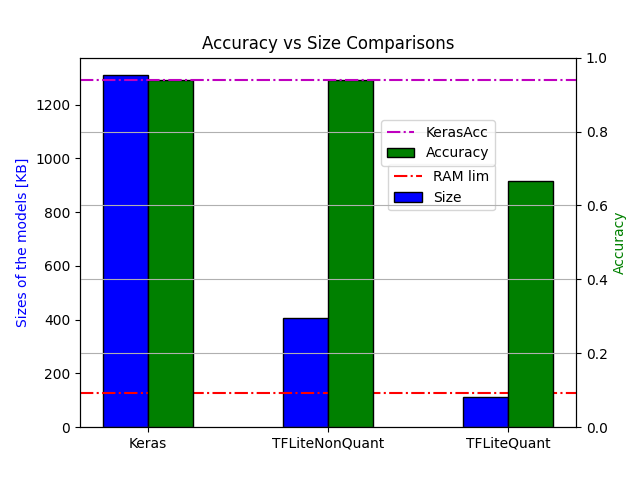 Accuracy vs Size Comparisons
Sizes of the models [KB]
1200
1000
800
600
400
200
0
1.0
0.8
0.6
0.4
0.2
0.0
Accuracy
KerasAcc
Accuracy
RAM lim
Size
Keras
TFLiteNonQuant
TFLiteQuant